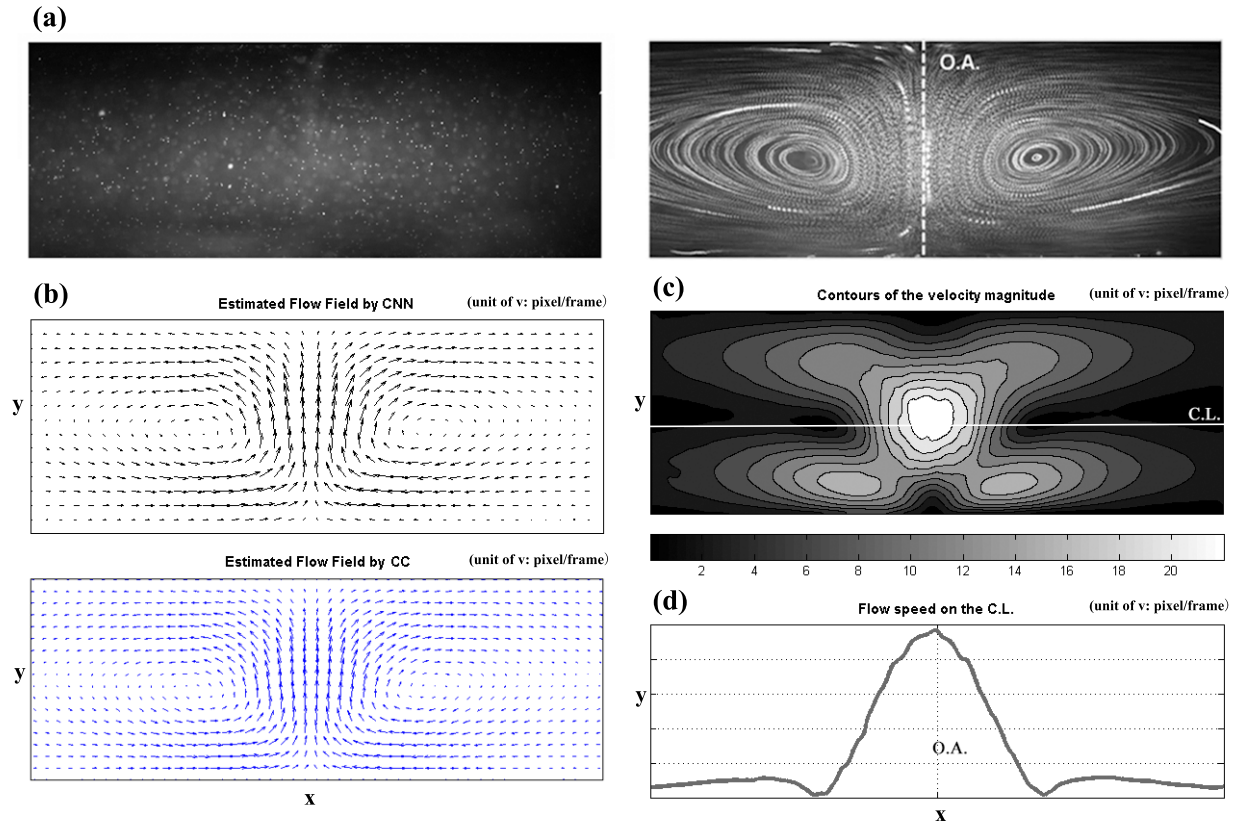 (a)
O.A.
(b)
Estimated Flow Field by CNN (unit of v: pixel/frame)
y
Estimated Flow Field by CC (unit of v: pixel/frame)
y
x
(c)
Contours of the velocity magnitude (unit of v: pixel/frame)
y
C.L.
2 4 6 8 10 12 14 16 18 20
(d)
Flow speed on the C.L. (unit of v: pixel/frame)
y
O.A.
x